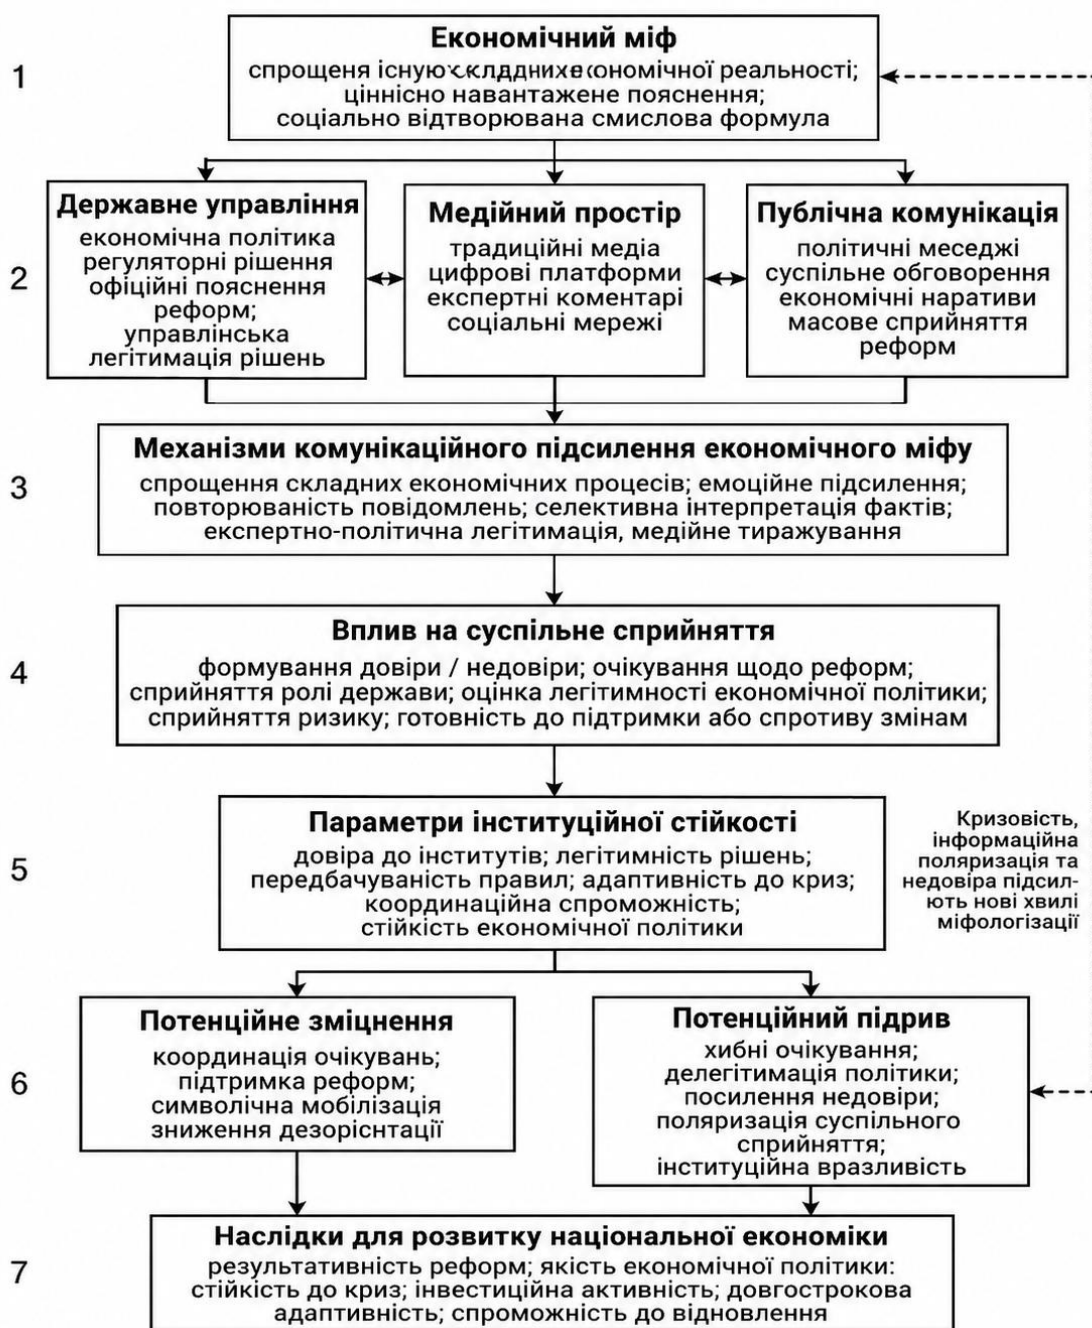 1
Економічний міф
спрощеня економічної реальності;
ціннісно навантажене пояснення;
соціально відтворювана смислова формула
2
Державне управління
економічна політика
регуляторні рішення
офіційні пояснення
реформ;
управлінська
легітимація рішень
Медійний простір
традиційні медіа
цифрові платформи
експертні коментарі
соціальні мережі
Публічна комунікація
політичні меседжі
суспільне обговорення
економічні наративи
масове сприйняття
реформ
3
Механізми комунікаційного підсилення економічного міфу
спрощення складних економічних процесів; емоційне підсилення;
повторюваність повідомлень; селективна інтерпретація фактів;
експертно-політична легітимація, медійне тиражування
4
Вплив на суспільне сприйняття
формування довіри / недовіри; очікування щодо реформ;
сприйняття ролі держави; оцінка легітимності економічної політики;
сприйняття ризику; готовність до підтримки або спротиву змінам
5
Параметри інституційної стійкості
довіра до інститутів; легітимність рішень;
передбачуваність правил; адаптивність до криз;
координаційна спроможність;
стійкість економічної політики
Кризовість,
інформаційна
поляризація та
недовіра підсил-
ють нові хвилі
міфологізації
6
Потенційне зміцнення
координація очікувань;
підтримка реформ;
символічна мобілізація
зниження дезорієнтації
Потенційний підрив
хибні очікування;
делегітимація політики;
посилення недовіри;
поляризація суспільного
сприйняття;
інституційна вразливість
7
Наслідки для розвитку національної економіки
результативність реформ; якість економічної політики:
стійкість до криз; інвестиційна активність; довгострокова
адаптивність; спроможність до відновлення